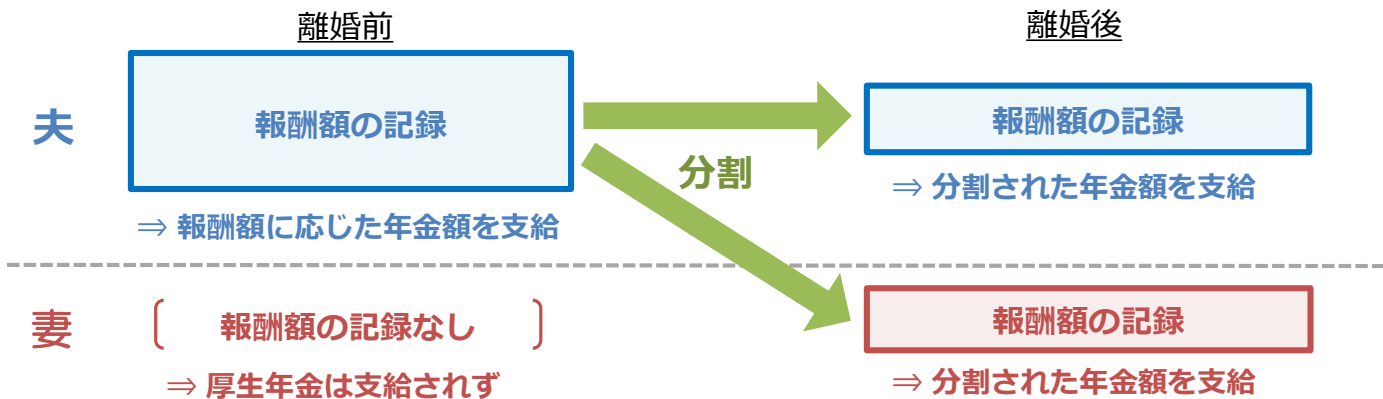 離婚前
離婚後
夫
報酬額の記録
報酬額の記録
分割
⇒ 報酬額に応じた年金額を支給
⇒ 分割された年金額を支給
妻
報酬額の記録なし
報酬額の記録
⇒ 厚生年金は支給されず
⇒ 分割された年金額を支給